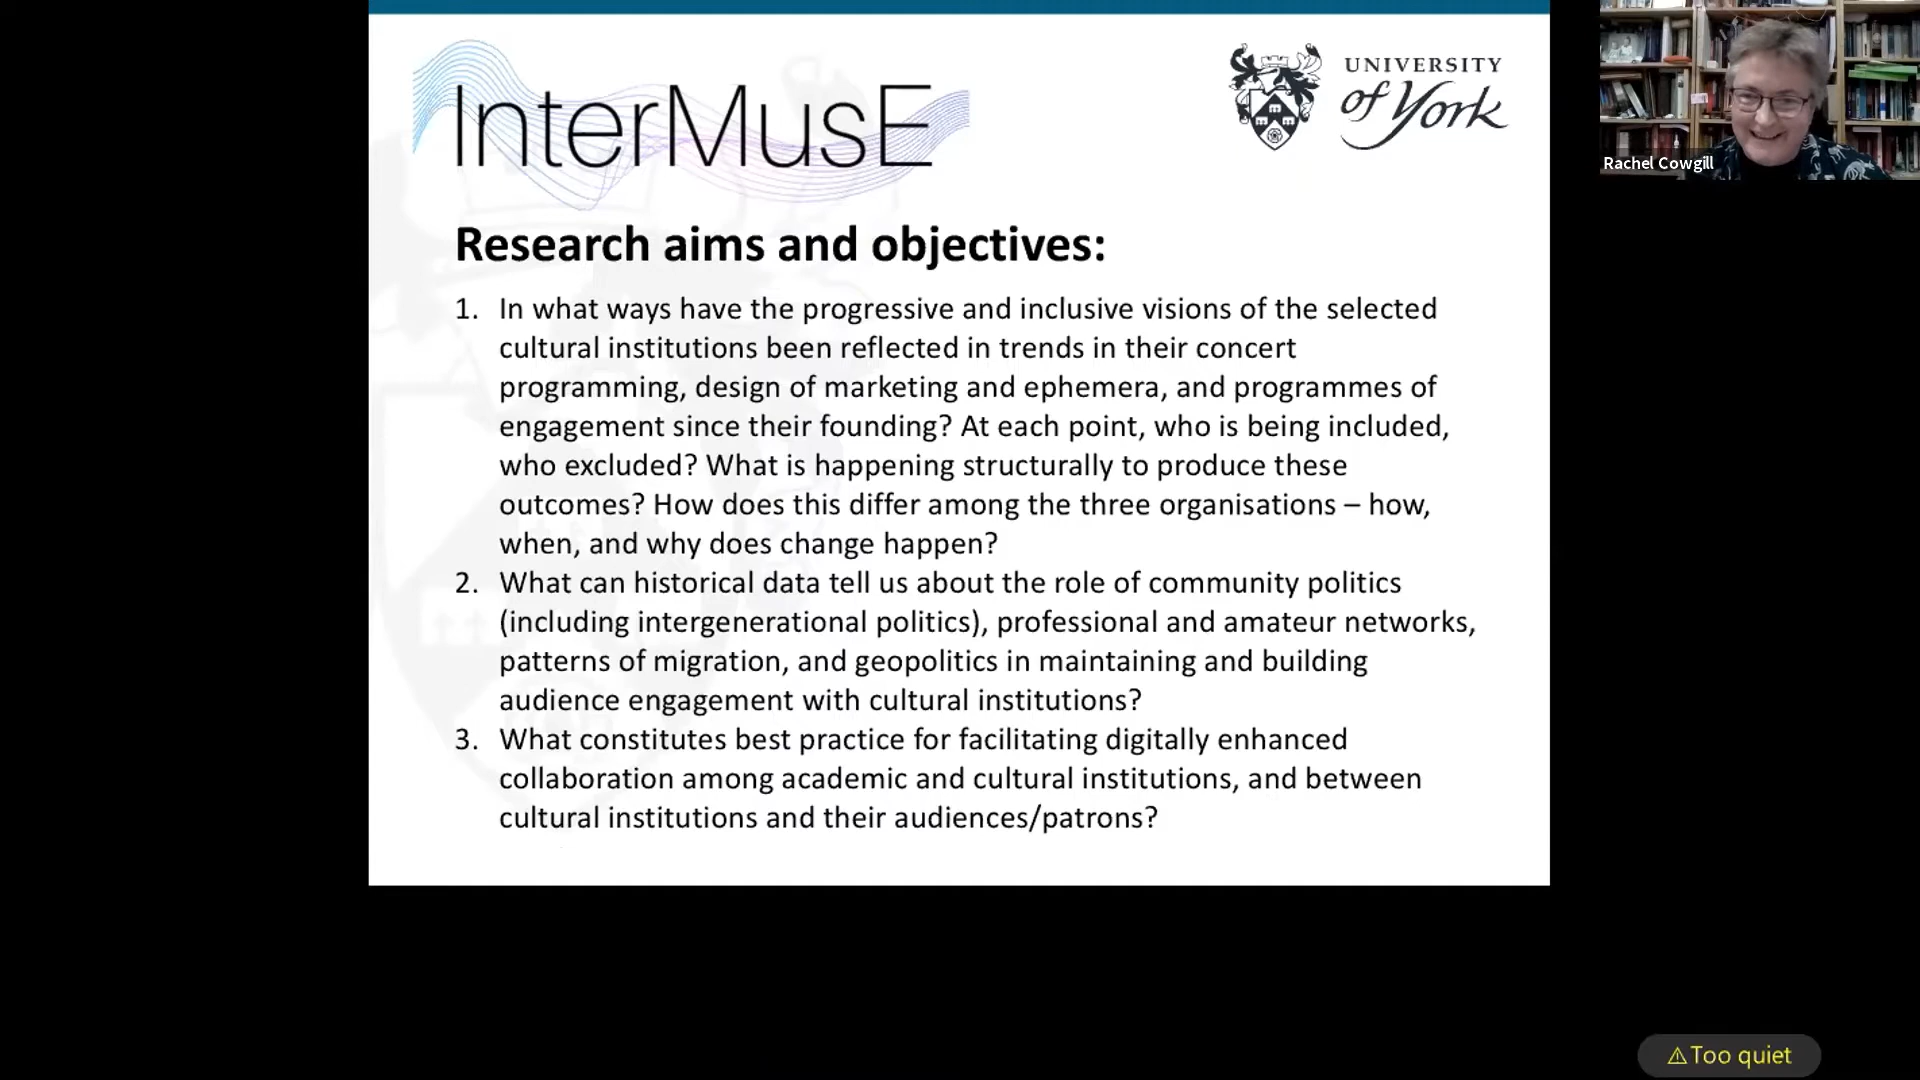 InterMusE
UNIVERSITY
of York
Rachel Cowgill
Research aims and objectives:
1. In what ways have the progressive and inclusive visions of the selected
cultural institutions been reflected in trends in their concert
programming, design of marketing and ephemera, and programmes of
engagement since their founding? At each point, who is being included,
who excluded? What is happening structurally to produce these
outcomes? How does this differ among the three organisations – how,
when, and why does change happen?
2. What can historical data tell us about the role of community politics
(including intergenerational politics), professional and amateur networks,
patterns of migration, and geopolitics in maintaining and building
audience engagement with cultural institutions?
3. What constitutes best practice for facilitating digitally enhanced
collaboration among academic and cultural institutions, and between
cultural institutions and their audiences/patrons?
⚠Too quiet